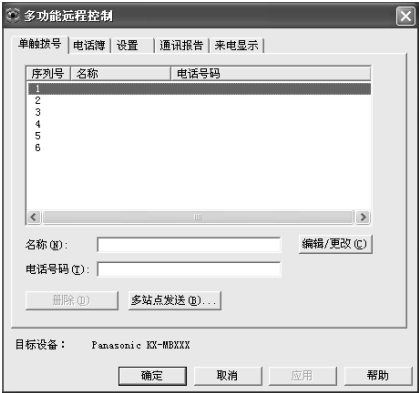 多功能远程控制
单触拨号 电话簿 设置 通讯报告 来电显示
序列号 名称 电话号码
1
2
3
4
5
6
名称(N):
编辑/更改(C)
电话号码(T):
删除(D) 多站点发送(B)...
目标设备： Panasonic KX-MBXXX
确定 取消 应用 帮助